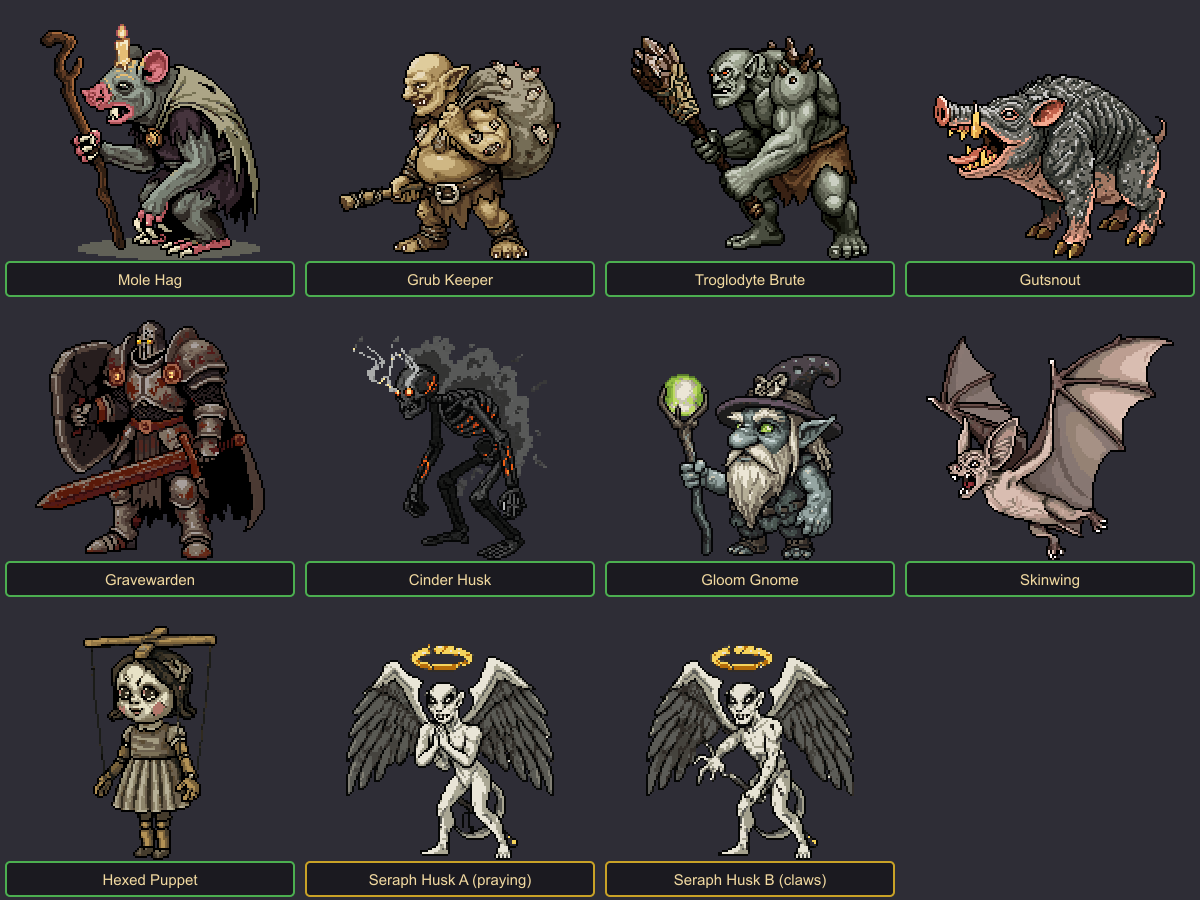 Mole Hag
Grub Keeper
Troglodyte Brute
Gutsnout
Gravewarden
Cinder Husk
Gloom Gnome
Skinwing
Hexed Puppet
Seraph Husk A (praying)
Seraph Husk B (claws)